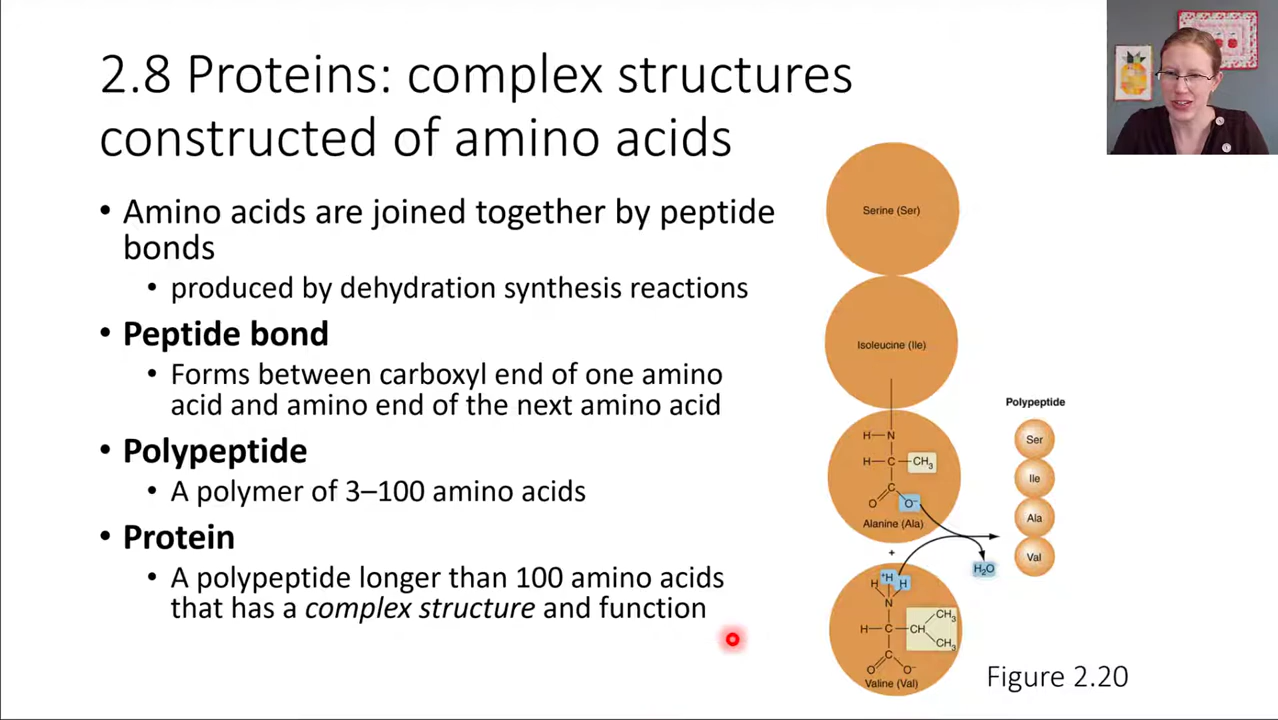 2.8 Proteins: complex structures
constructed of amino acids
• Amino acids are joined together by peptide
bonds
• produced by dehydration synthesis reactions
• Peptide bond
• Forms between carboxyl end of one amino
acid and amino end of the next amino acid
• Polypeptide
• A polymer of 3–100 amino acids
• Protein
• A polypeptide longer than 100 amino acids
that has a complex structure and function
Serine (Ser)
Isoleucine (Ile)
H—N
H—C—CH₃
C
O O⁻
Alanine (Ala)
+
H ⁺H H
N
H—C—CH
CH₃
CH₃
C
O O⁻
Valine (Val)
H₂O
Polypeptide
Ser
Ile
Ala
Val
Figure 2.20